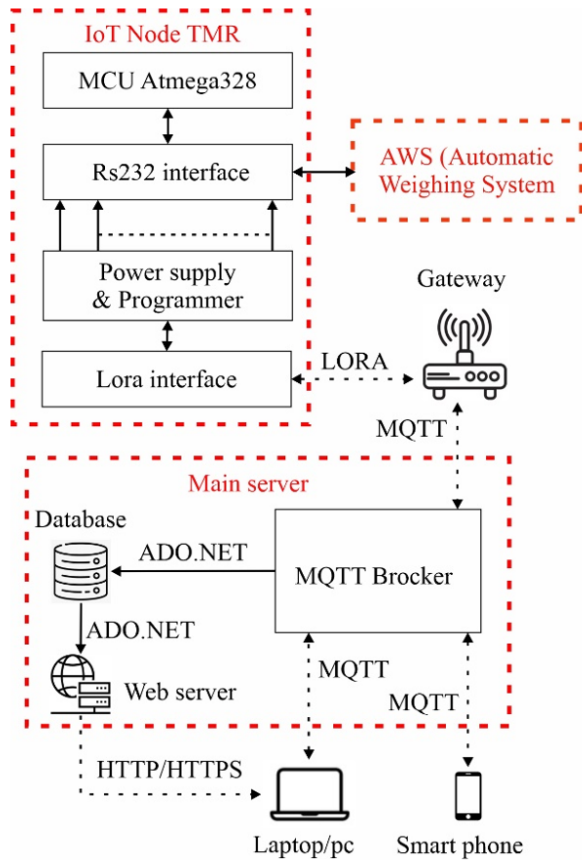 IoT Node TMR
MCU Atmega328
Rs232 interface
AWS (Automatic
Weighing System
Power supply
& Programmer
Gateway
Lora interface
LORA
MQTT
Main server
Database
ADO.NET
MQTT Brocker
ADO.NET
Web server
MQTT
MQTT
HTTP/HTTPS
Laptop/pc
Smart phone